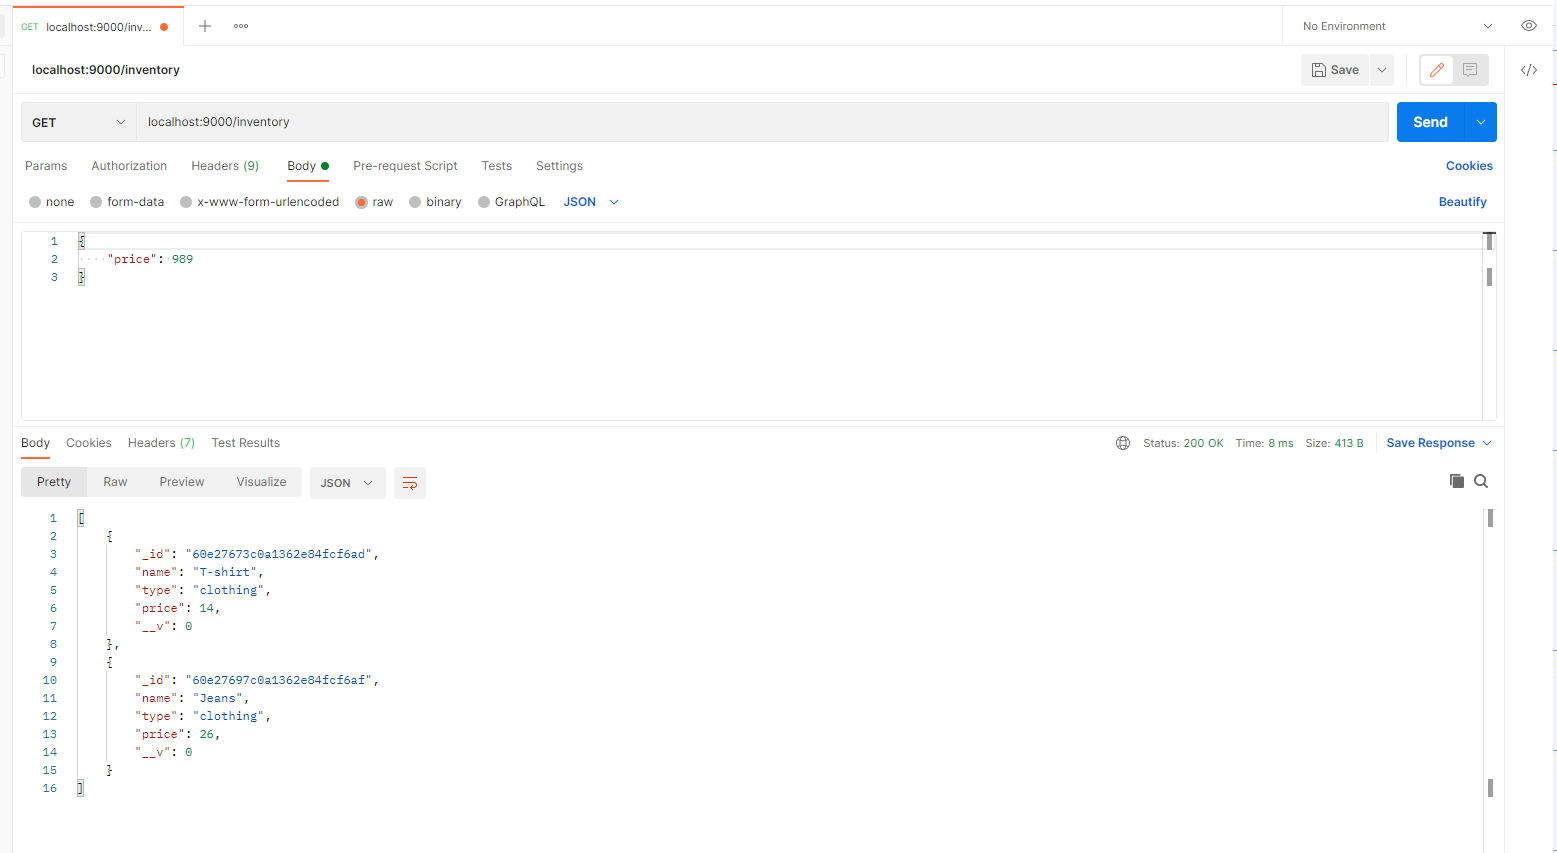 GET localhost:9000/inv...
No Environment
localhost:9000/inventory
Save
GET localhost:9000/inventory
Send
Params Authorization Headers (9) Body Pre-request Script Tests Settings Cookies
none form-data x-www-form-urlencoded raw binary GraphQL JSON Beautify
1 {
2 "price": 989
3 }
Body Cookies Headers (7) Test Results Status: 200 OK Time: 8 ms Size: 413 B Save Response
Pretty Raw Preview Visualize JSON
1 [
2 {
3 "_id": "60e27673c0a1362e84fcf6ad",
4 "name": "T-shirt",
5 "type": "clothing",
6 "price": 14,
7 "__v": 0
8 },
9 {
10 "_id": "60e27697c0a1362e84fcf6af",
11 "name": "Jeans",
12 "type": "clothing",
13 "price": 26,
14 "__v": 0
15 }
16 ]